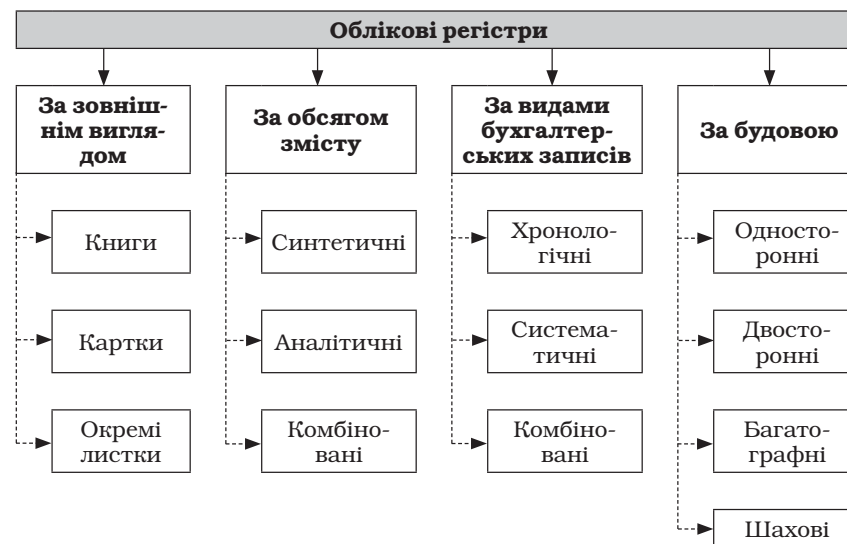 Облікові регістри
За зовніш-
нім вигля-
дом
За обсягом
змісту
За видами
бухгалтер-
ських записів
За будовою
Книги
Синтетичні
Хроноло-
гічні
Односто-
ронні
Картки
Аналітичні
Система-
тичні
Двосто-
ронні
Окремі
листки
Комбіно-
вані
Комбіно-
вані
Багато-
графні
Шахові